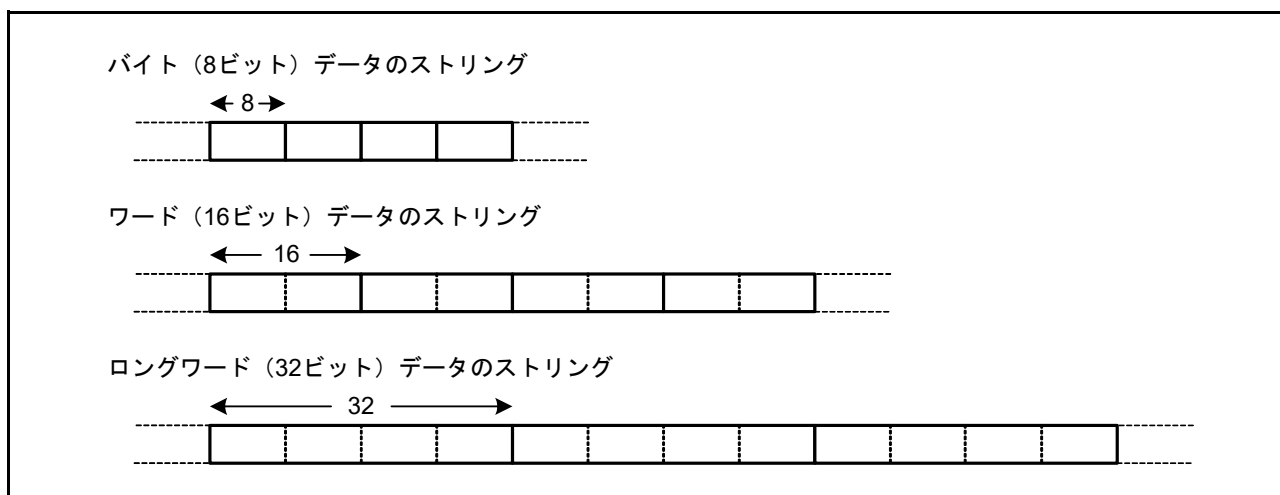 バイト（8ビット）データのストリング
8
ワード（16ビット）データのストリング
16
ロングワード（32ビット）データのストリング
32